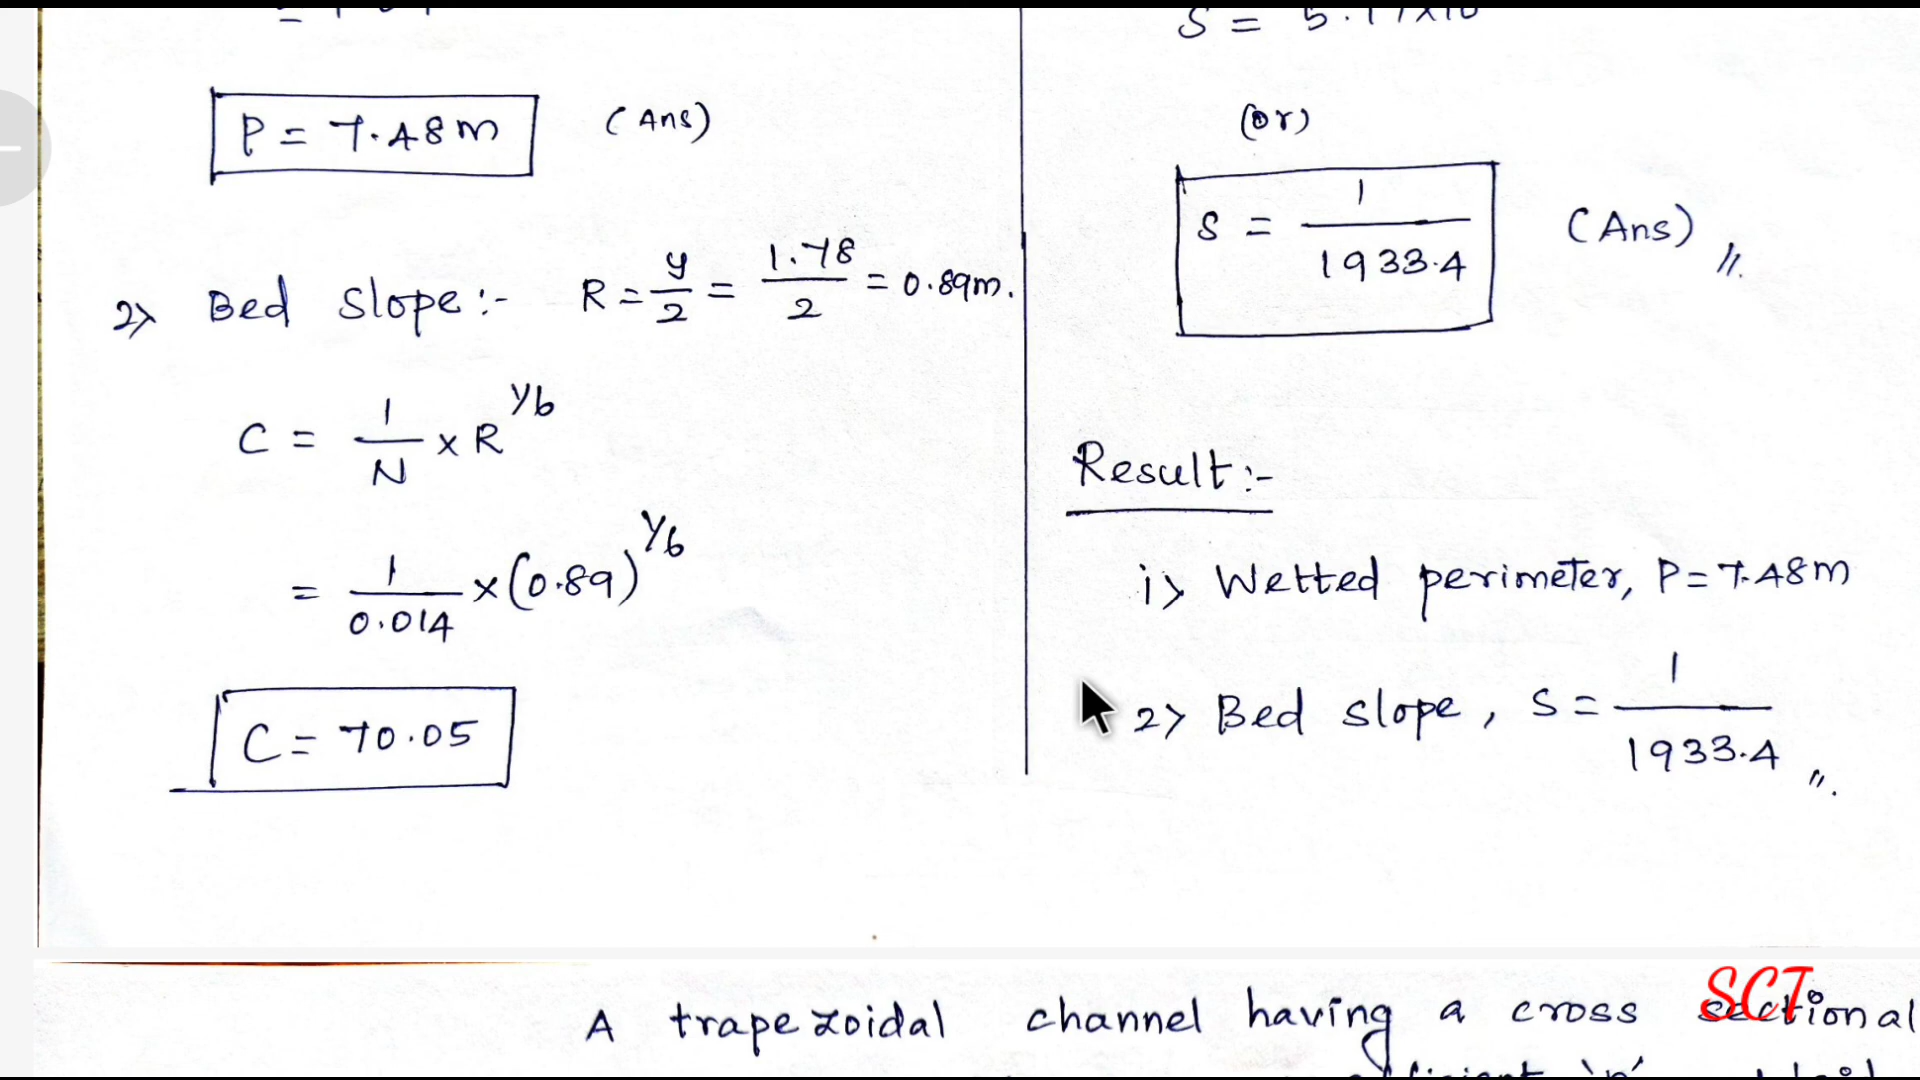 P = 7.48m (Ans)
2> Bed Slope:- R = y/2 = 1.78/2 = 0.89m.
C = 1/N x R^1/6
= 1/0.014 x (0.89)^1/6
C = 70.05
S = 5.17x10
(or)
S = 1/1933.4 (Ans)
Result:-
i> Wetted perimeter, P = 7.48m
2> Bed slope, S = 1/1933.4
A trapezoidal channel having a cross sectional
SCT